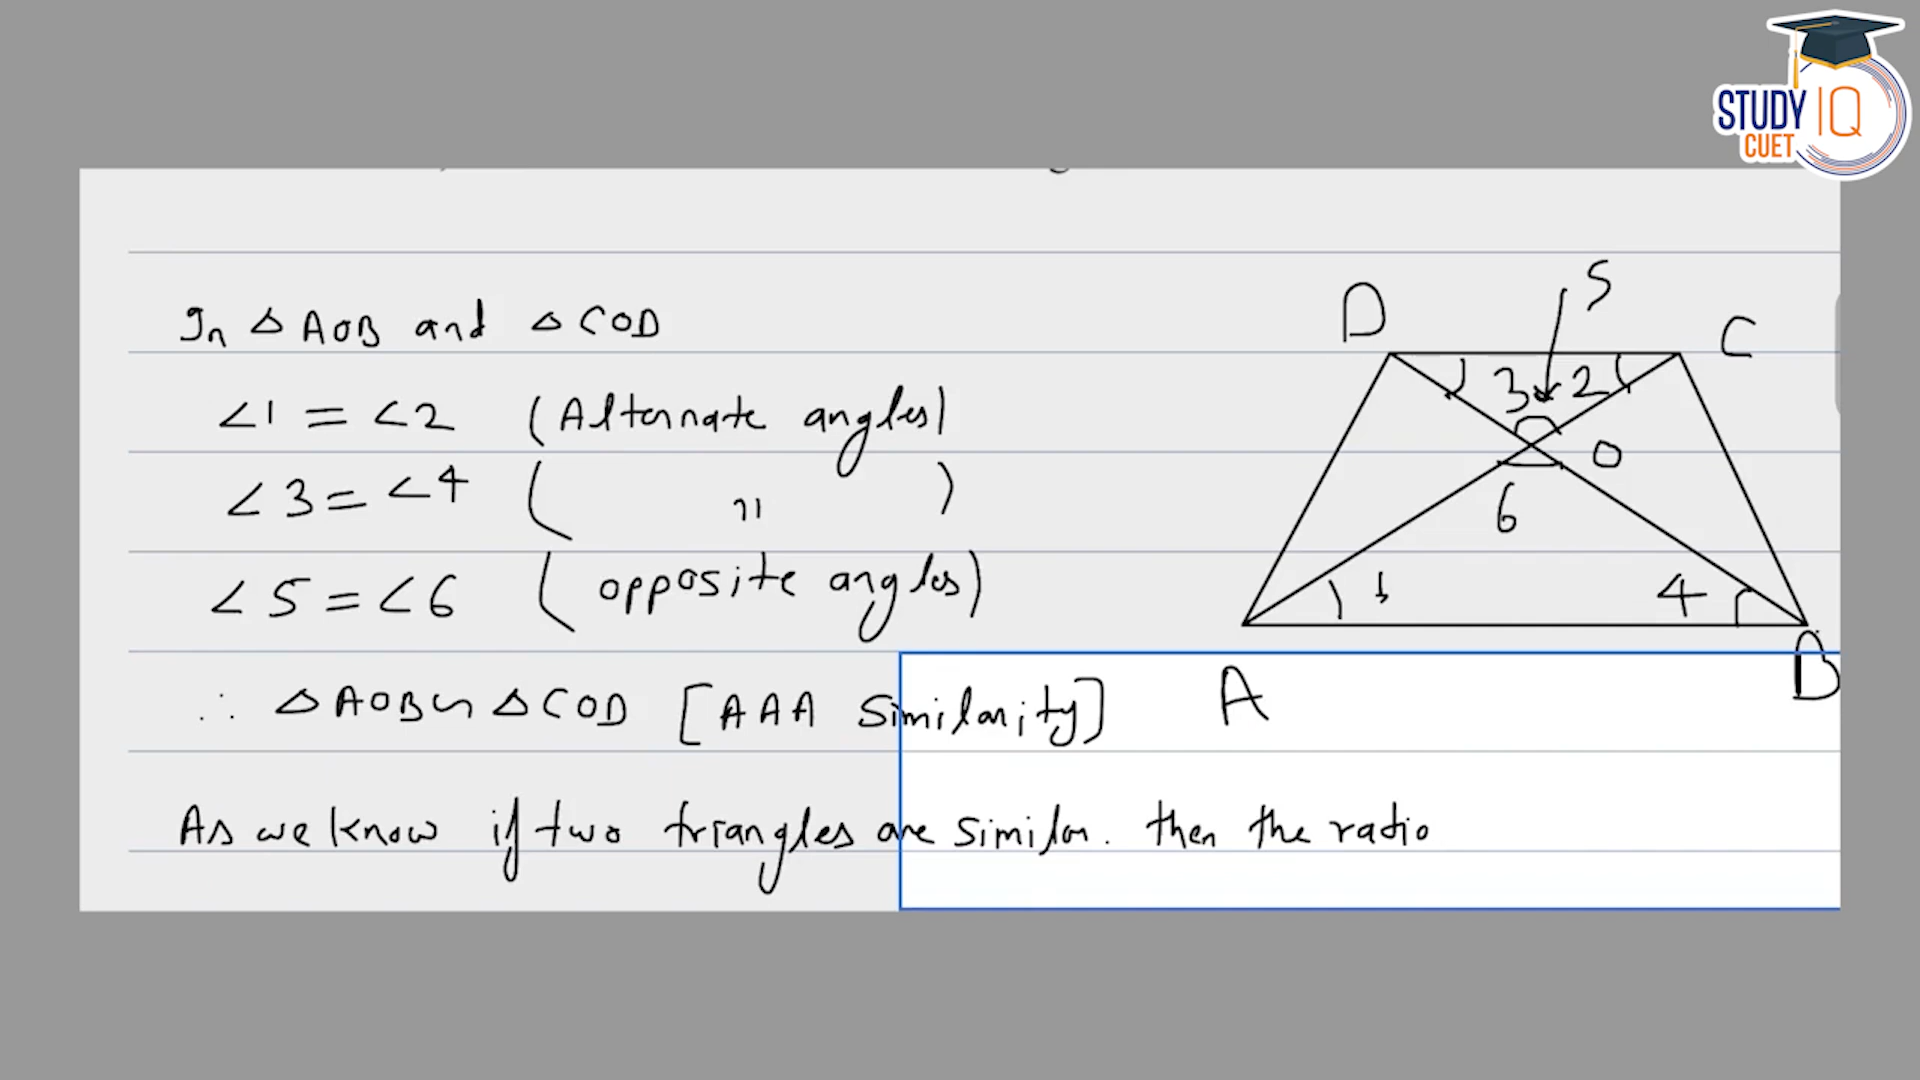 STUDY IQ
CUET
In △ AOB and △ COD
∠1 = ∠2 (Alternate angles)
∠3 = ∠4 ( " )
∠5 = ∠6 (opposite angles)
∴ △AOB ∽ △COD [AAA Similarity]
As we know if two triangles are similar. then the ratio
5
D
C
3
2
O
6
1
4
A
B